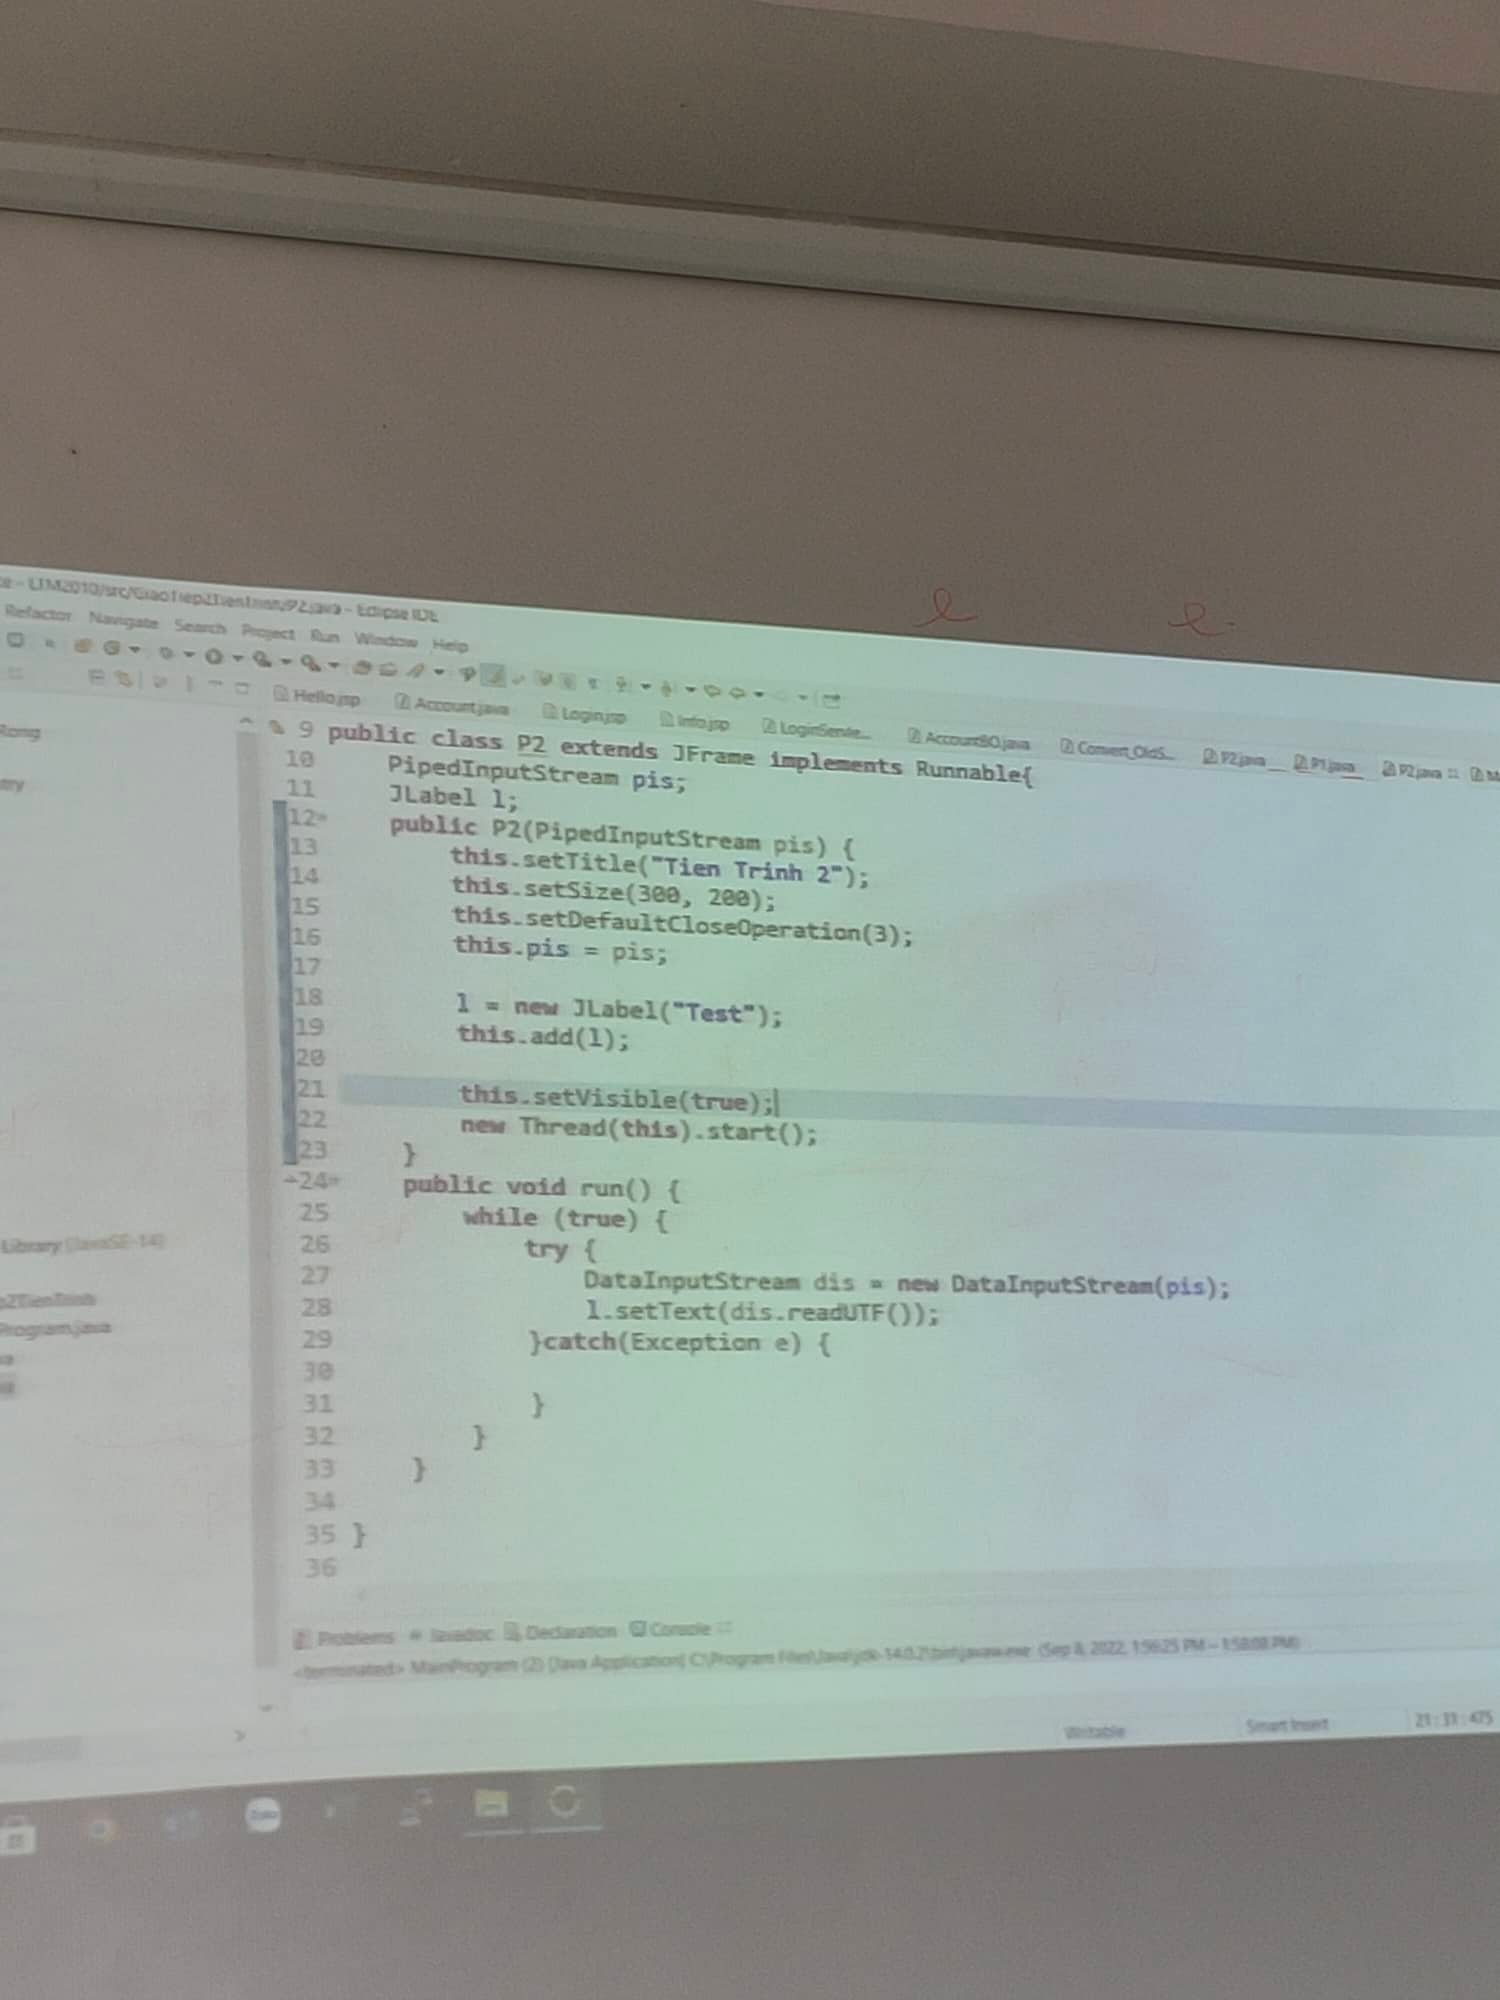 LTM2010/src/GiaoTiep2TienTrinh/P2.java - Eclipse IDE
Refactor Navigate Search Project Run Window Help
Hello.jsp Account.java Login.jsp Info.jsp LoginServle... AccountBO.java Convert_OldS... P2.java P1.java P2.java
9 public class P2 extends JFrame implements Runnable{
10 PipedInputStream pis;
11 JLabel l;
12 public P2(PipedInputStream pis) {
13 this.setTitle("Tien Trinh 2");
14 this.setSize(300, 200);
15 this.setDefaultCloseOperation(3);
16 this.pis = pis;
17
18 l = new JLabel("Test");
19 this.add(l);
20
21 this.setVisible(true);
22 new Thread(this).start();
23 }
24 public void run() {
25 while (true) {
26 try {
27 DataInputStream dis = new DataInputStream(pis);
28 l.setText(dis.readUTF());
29 }catch(Exception e) {
30
31 }
32 }
33 }
34
35 }
36
Library [JavaSE-14]
p2TienTrinh
Program.java
Problems Javadoc Declaration Console
<terminated> MainProgram (2) [Java Application] C:\Program Files\Java\jdk-14.0.2\bin\javaw.exe (Sep 8, 2022, 1:56:25 PM – 1:58:08 PM)
Writable Smart Insert 21 : 31 : 475